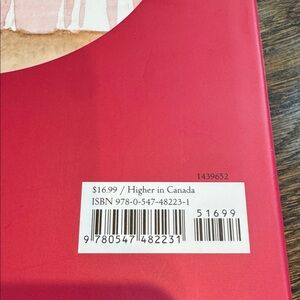 1439652
$16.99 / Higher in Canada
ISBN 978-0-547-48223-1
51699
9 780547 482231